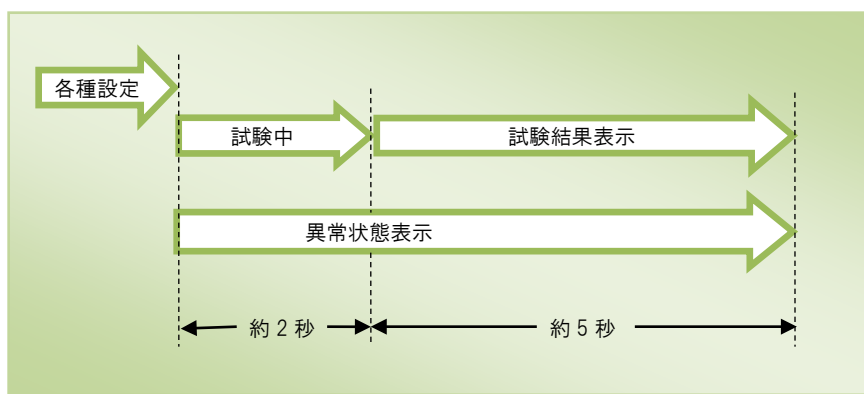 各種設定
試験中
試験結果表示
異常状態表示
約２秒
約５秒